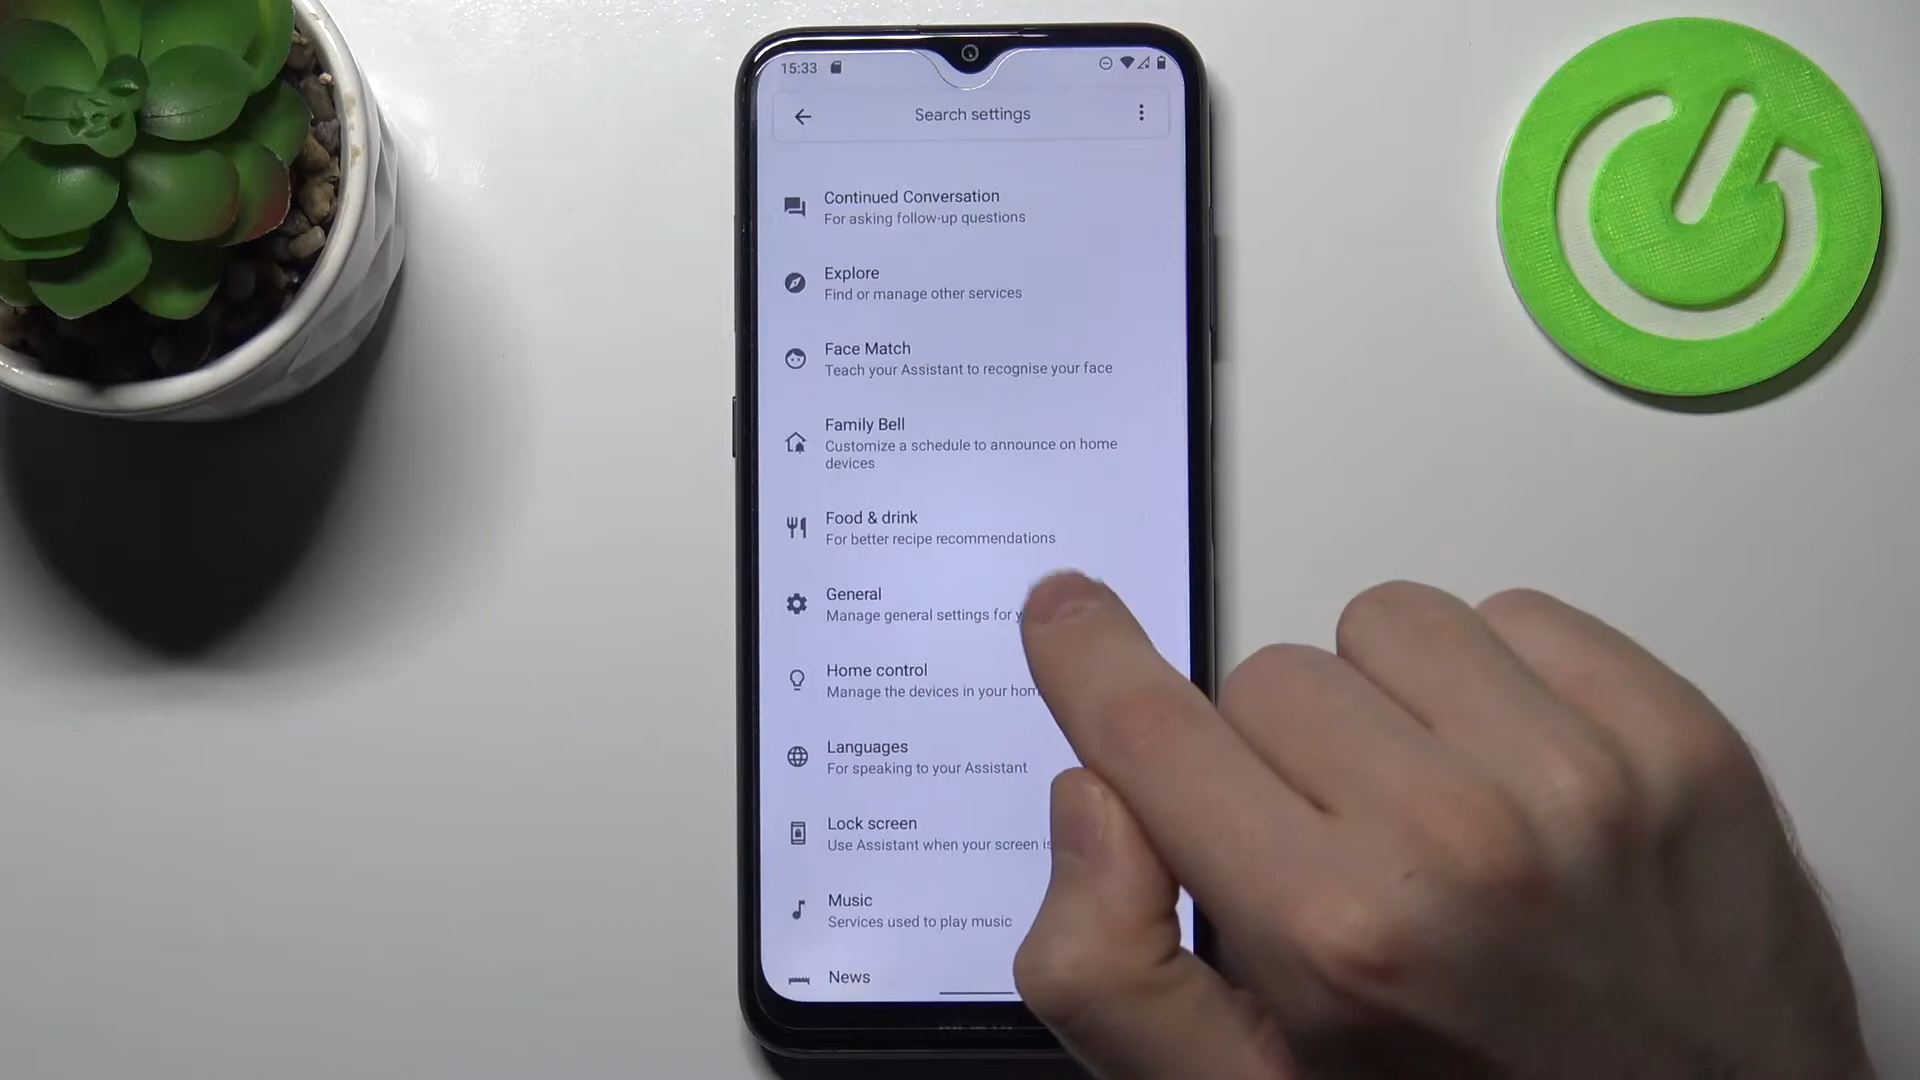 15:33
Search settings
Continued Conversation
For asking follow-up questions
Explore
Find or manage other services
Face Match
Teach your Assistant to recognise your face
Family Bell
Customize a schedule to announce on home
devices
Food & drink
For better recipe recommendations
General
Manage general settings for
Home control
Manage the devices in your
Languages
For speaking to your Assistant
Lock screen
Use Assistant when your screen
Music
Services used to play music
News